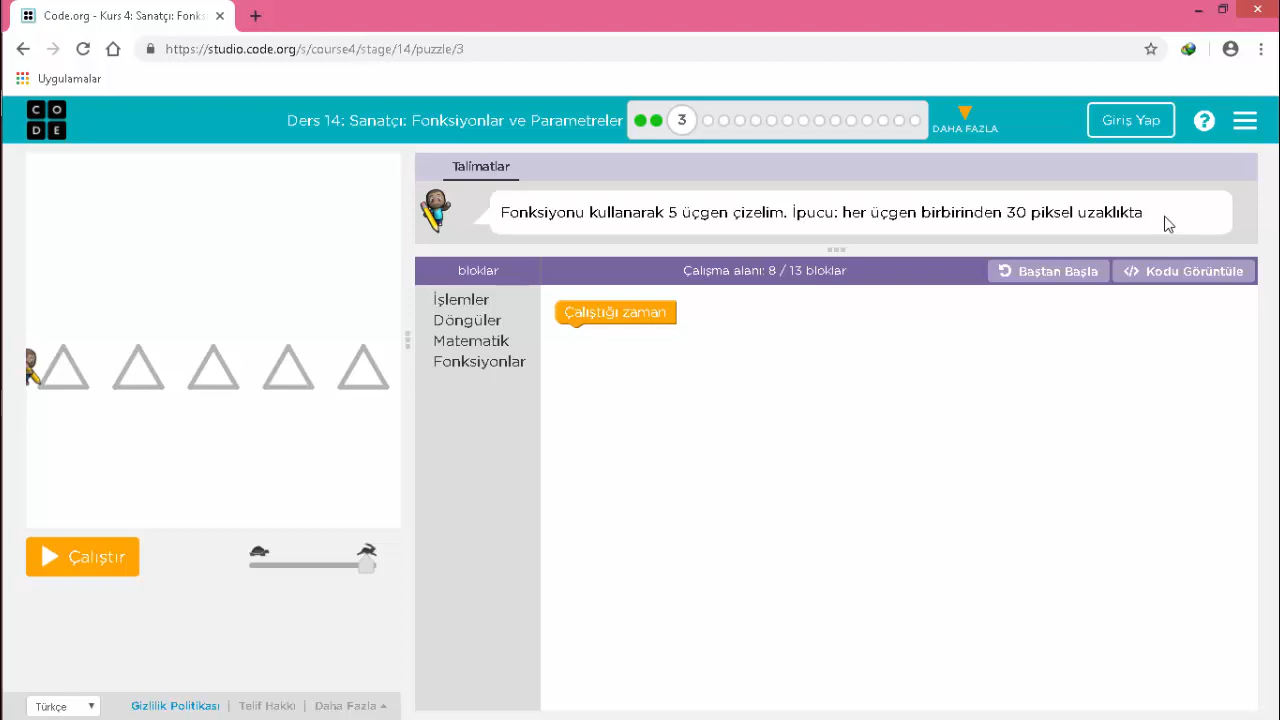 Code.org - Kurs 4: Sanatçı: Fonks
https://studio.code.org/s/course4/stage/14/puzzle/3
Uygulamalar
C O
D E
Ders 14: Sanatçı: Fonksiyonlar ve Parametreler
3
DAHA FAZLA
Giriş Yap
?
Talimatlar
Fonksiyonu kullanarak 5 üçgen çizelim. İpucu: her üçgen birbirinden 30 piksel uzaklıkta
bloklar
Çalışma alanı: 8 / 13 bloklar
Baştan Başla
</> Kodu Görüntüle
İşlemler
Döngüler
Matematik
Fonksiyonlar
Çalıştığı zaman
Çalıştır
Türkçe
Gizlilik Politikası | Telif Hakkı | Daha Fazla